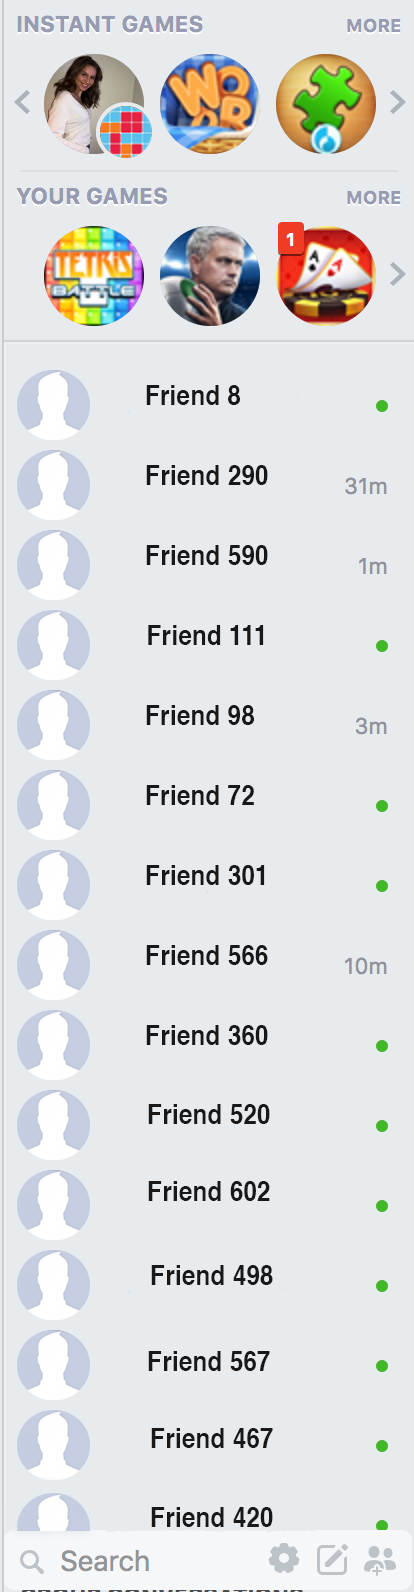 INSTANT GAMES MORE
WOOR
YOUR GAMES MORE
TETRIS
BATTLE
1
A A
Friend 8
Friend 290 31m
Friend 590 1m
Friend 111
Friend 98 3m
Friend 72
Friend 301
Friend 566 10m
Friend 360
Friend 520
Friend 602
Friend 498
Friend 567
Friend 467
Friend 420
Search